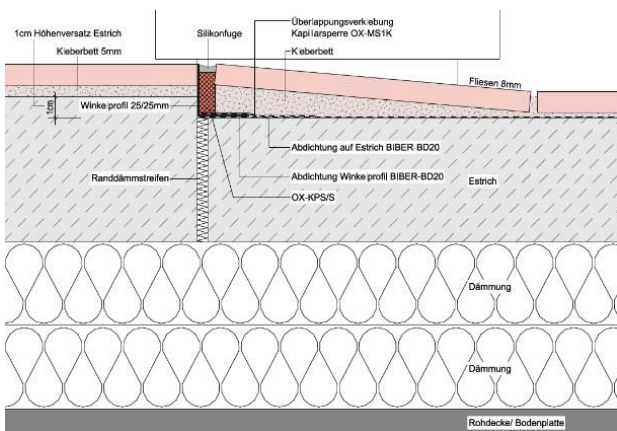 1cm Höhenversatz Estrich
Kleberbett 5mm
Silikonfuge
Überlappungsverklebung
Kapilarsperre OX-MS1K
Kleberbett
Fliesen 8mm
Winkelprofil 25/25mm
1cm
Abdichtung auf Estrich BIBER-BD20
Abdichtung Winkelprofil BIBER-BD20
Randdämmstreifen
Estrich
OX-KPS/S
Dämmung
Dämmung
Rohdecke/ Bodenplatte